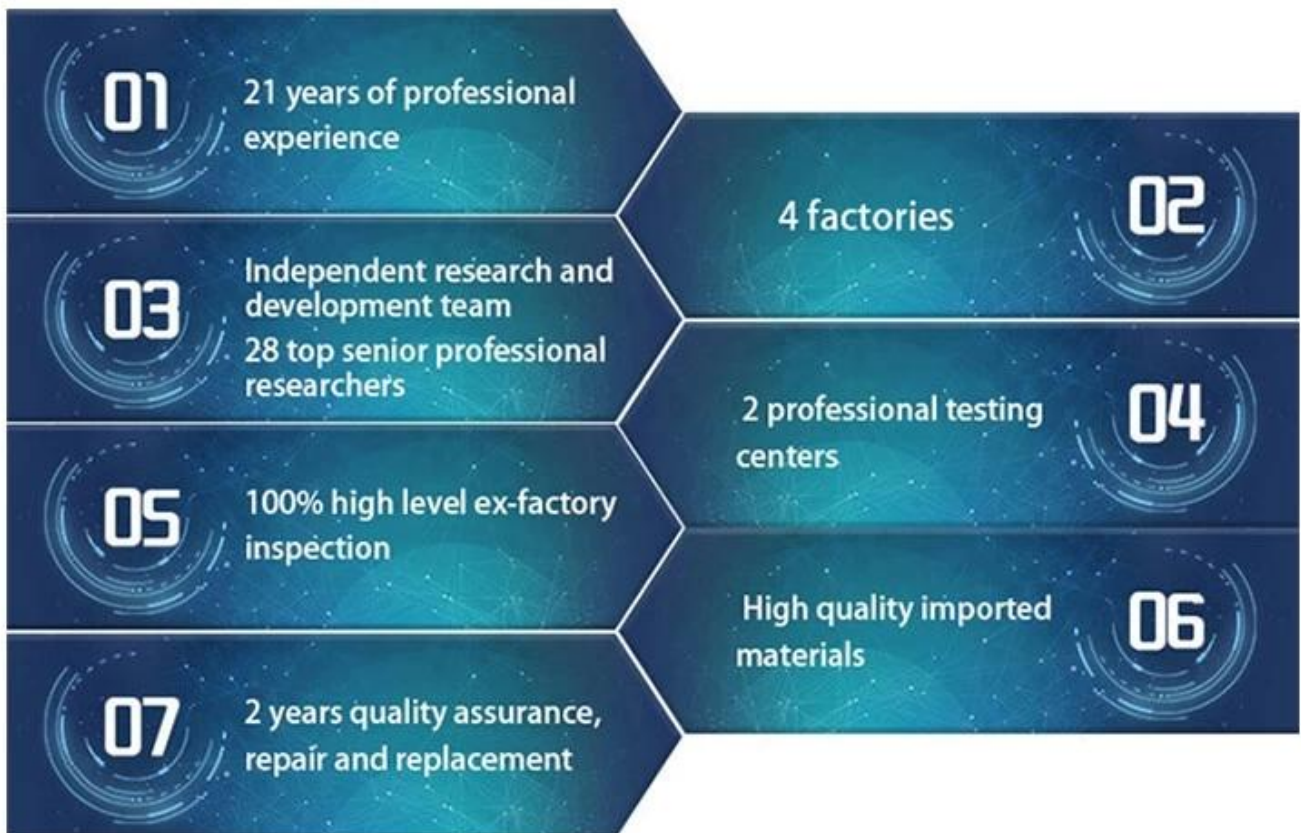 01
21 years of professional
experience
02
4 factories
03
Independent research and
development team
28 top senior professional
researchers
04
2 professional testing
centers
05
100% high level ex-factory
inspection
06
High quality imported
materials
07
2 years quality assurance,
repair and replacement